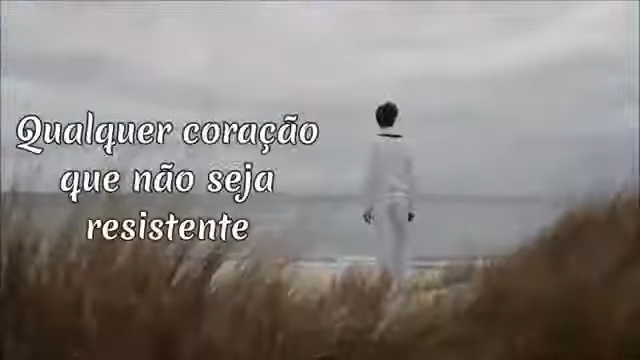 Qualquer coração
que não seja
resistente